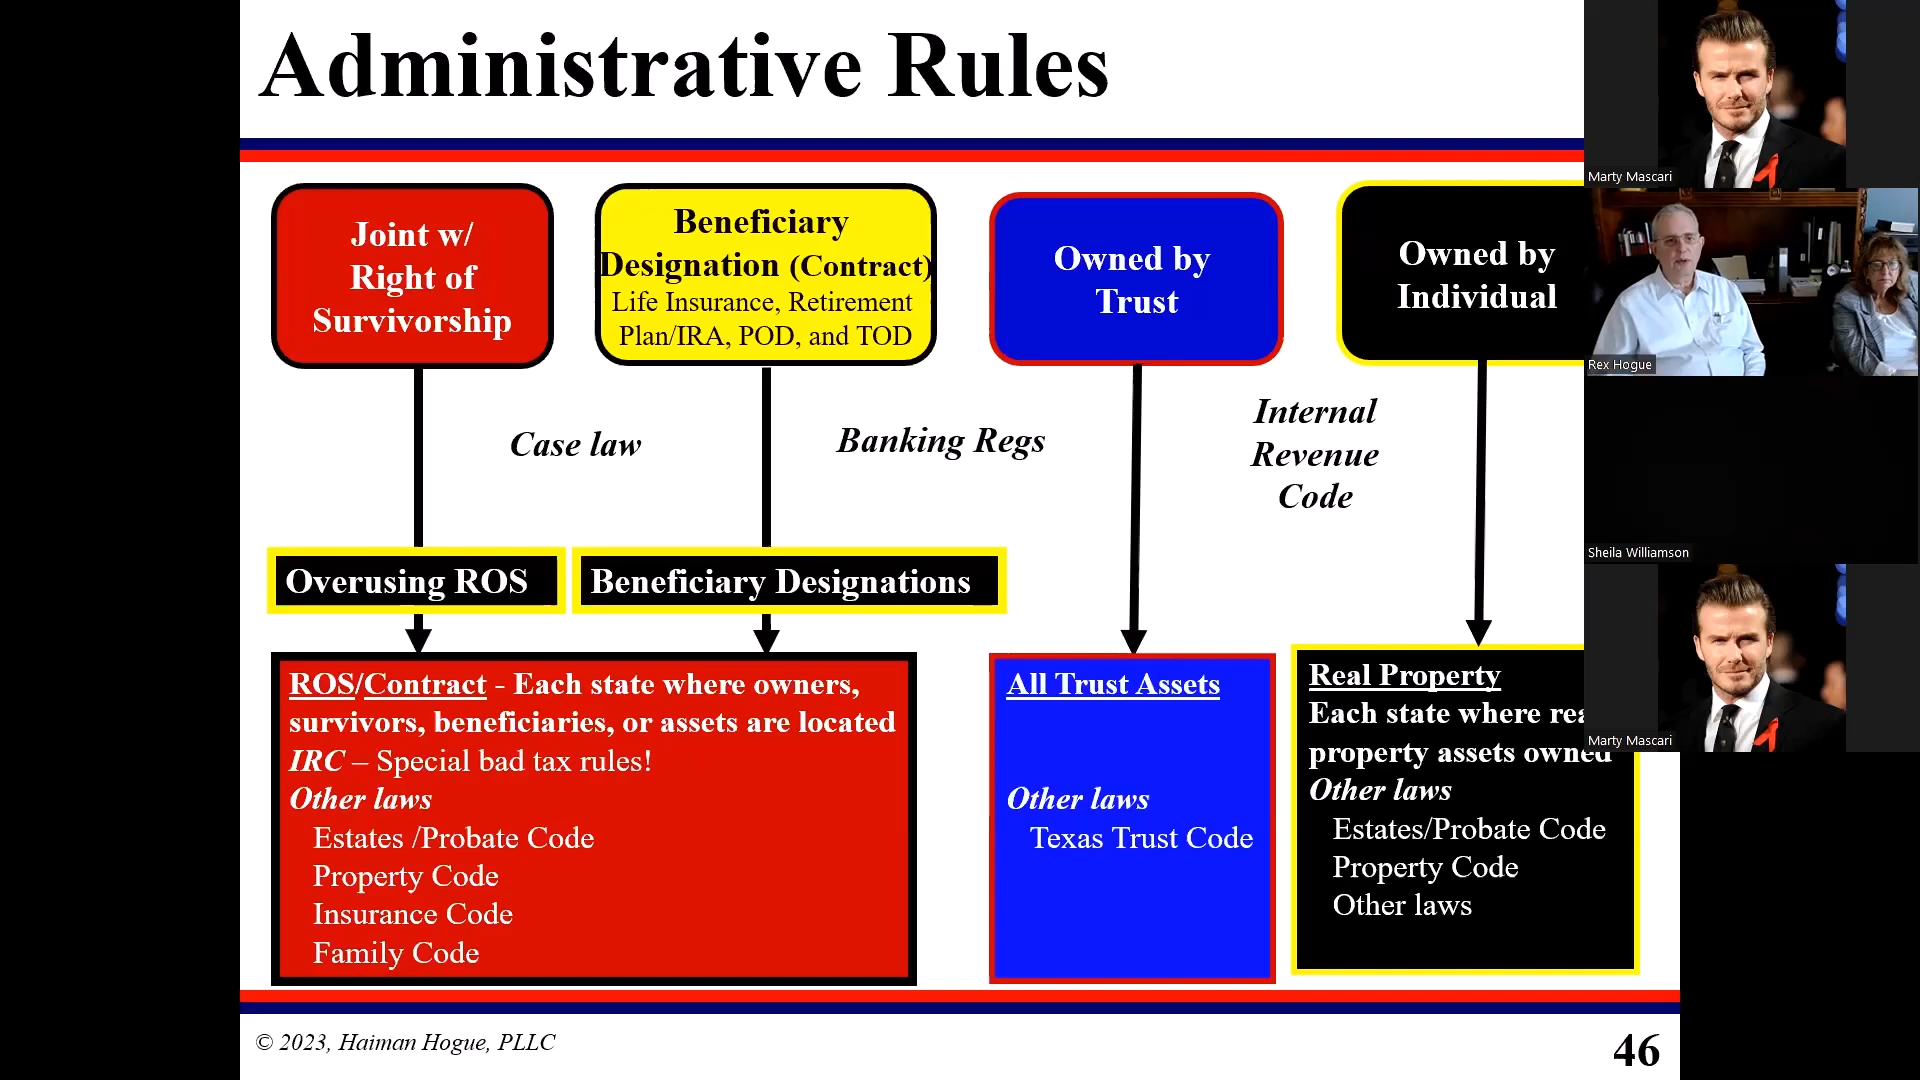 Administrative Rules
Joint w/
Right of
Survivorship
Beneficiary
Designation (Contract)
Life Insurance, Retirement
Plan/IRA, POD, and TOD
Owned by
Trust
Owned by
Individual
Case law
Banking Regs
Internal
Revenue
Code
Overusing ROS
Beneficiary Designations
ROS/Contract - Each state where owners,
survivors, beneficiaries, or assets are located
IRC – Special bad tax rules!
Other laws
Estates /Probate Code
Property Code
Insurance Code
Family Code
All Trust Assets
Other laws
Texas Trust Code
Real Property
Each state where rea
property assets owned
Other laws
Estates/Probate Code
Property Code
Other laws
© 2023, Haiman Hogue, PLLC
46
Marty Mascari
Rex Hogue
Sheila Williamson
Marty Mascari